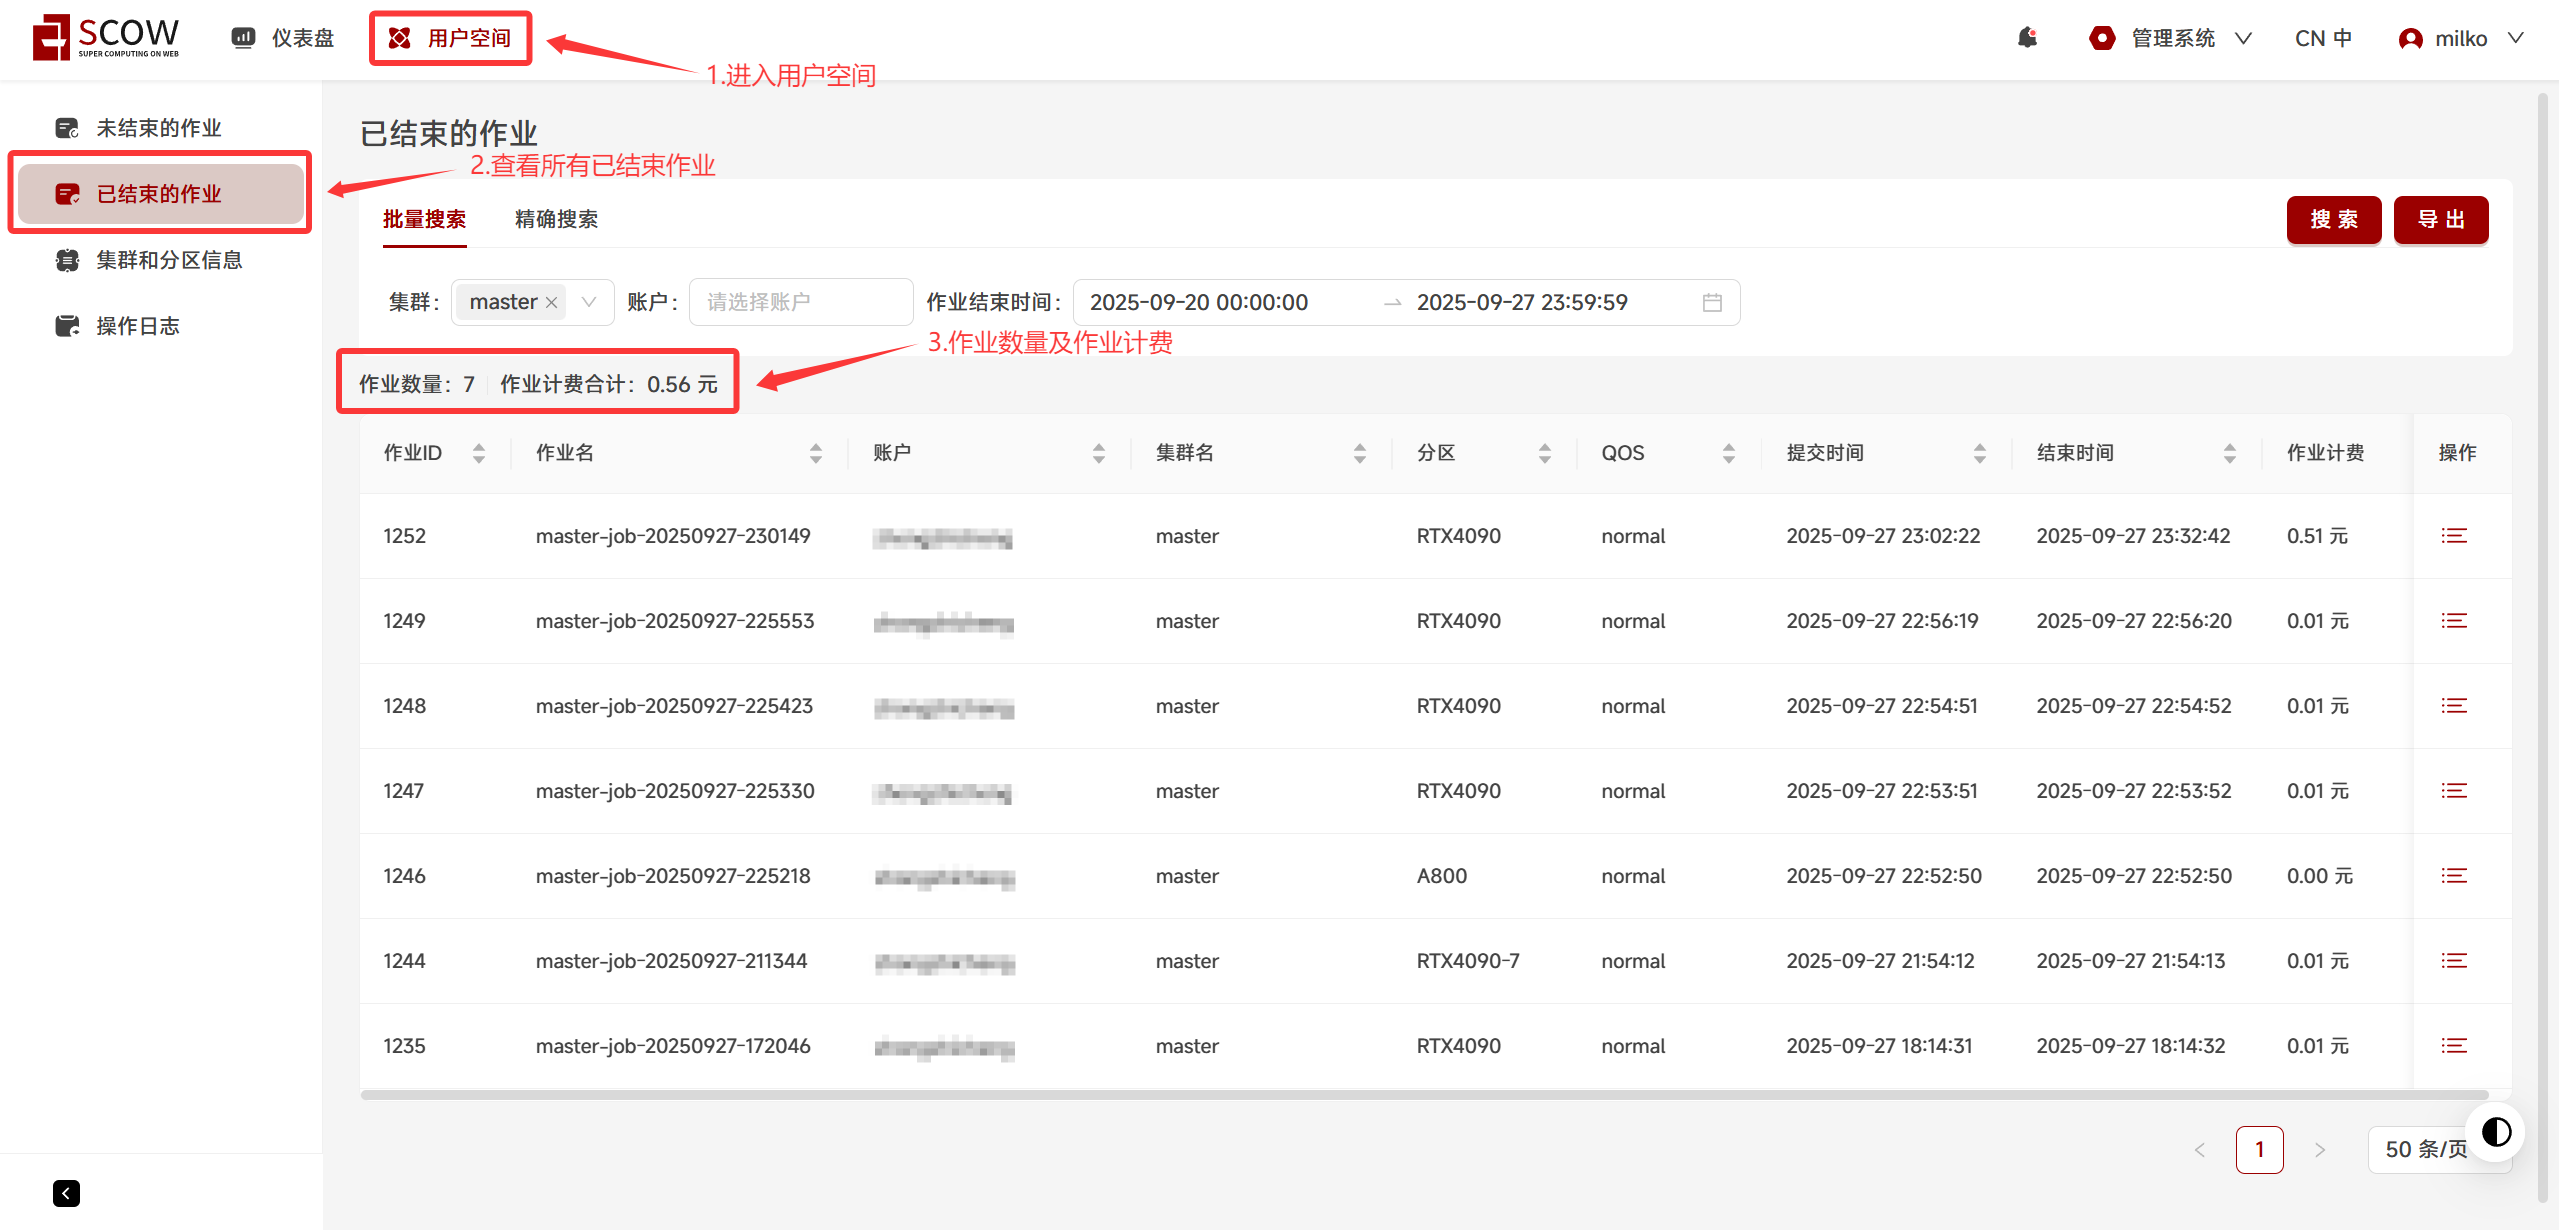 SCOW
SUPER COMPUTING ON WEB
仪表盘
用户空间
管理系统
CN 中
milko
1.进入用户空间
未结束的作业
已结束的作业
集群和分区信息
操作日志
已结束的作业
2.查看所有已结束作业
批量搜索 精确搜索
搜 索 导 出
集群： master 账户： 请选择账户 作业结束时间： 2025-09-20 00:00:00 → 2025-09-27 23:59:59
3.作业数量及作业计费
作业数量：7 作业计费合计：0.56 元
作业ID 作业名 账户 集群名 分区 QOS 提交时间 结束时间 作业计费 操作
1252 master-job-20250927-230149 master RTX4090 normal 2025-09-27 23:02:22 2025-09-27 23:32:42 0.51 元
1249 master-job-20250927-225553 master RTX4090 normal 2025-09-27 22:56:19 2025-09-27 22:56:20 0.01 元
1248 master-job-20250927-225423 master RTX4090 normal 2025-09-27 22:54:51 2025-09-27 22:54:52 0.01 元
1247 master-job-20250927-225330 master RTX4090 normal 2025-09-27 22:53:51 2025-09-27 22:53:52 0.01 元
1246 master-job-20250927-225218 master A800 normal 2025-09-27 22:52:50 2025-09-27 22:52:50 0.00 元
1244 master-job-20250927-211344 master RTX4090-7 normal 2025-09-27 21:54:12 2025-09-27 21:54:13 0.01 元
1235 master-job-20250927-172046 master RTX4090 normal 2025-09-27 18:14:31 2025-09-27 18:14:32 0.01 元
1
50 条/页